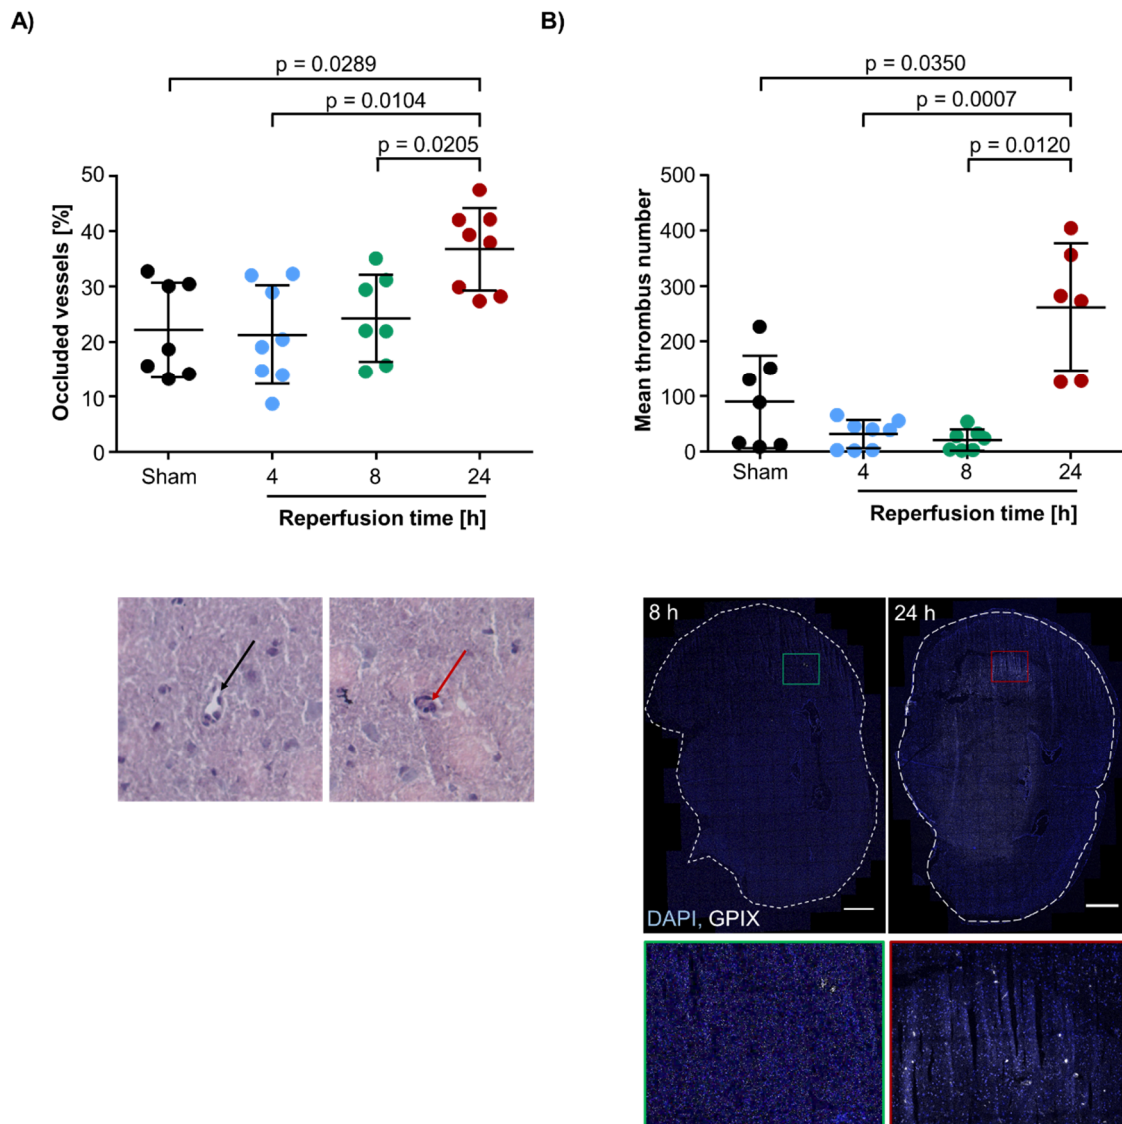 A)
p = 0.0289
p = 0.0104
p = 0.0205
Occluded vessels [%]
50
40
30
20
10
0
Sham 4 8 24
Reperfusion time [h]
B)
p = 0.0350
p = 0.0007
p = 0.0120
Mean thrombus number
500
400
300
200
100
0
Sham 4 8 24
Reperfusion time [h]
8 h
24 h
DAPI, GPIX